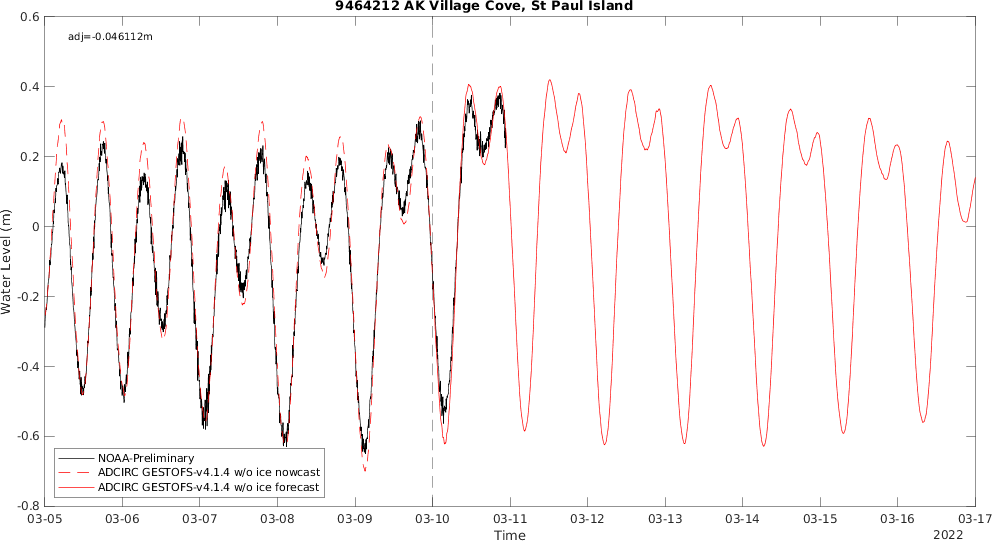 9464212 AK Village Cove, St Paul Island
adj=-0.046112m
0.6
0.4
0.2
0
-0.2
-0.4
-0.6
-0.8
Water Level (m)
NOAA-Preliminary
ADCIRC GESTOFS-v4.1.4 w/o ice nowcast
ADCIRC GESTOFS-v4.1.4 w/o ice forecast
03-05 03-06 03-07 03-08 03-09 03-10 03-11 03-12 03-13 03-14 03-15 03-16 03-17
Time
2022